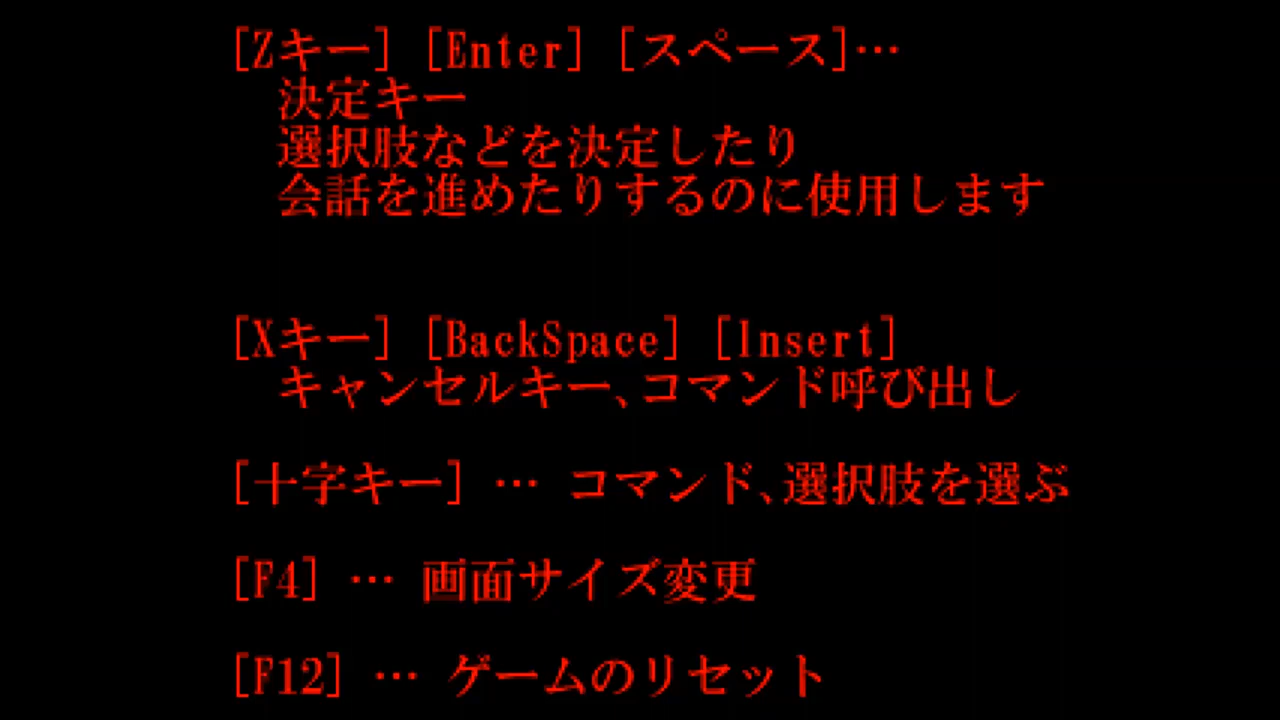 [Zキー] [Enter] [スペース]…
決定キー
選択肢などを決定したり
会話を進めたりするのに使用します
[Xキー] [BackSpace] [Insert]
キャンセルキー、コマンド呼び出し
[十字キー] … コマンド、選択肢を選ぶ
[F4] … 画面サイズ変更
[F12] … ゲームのリセット